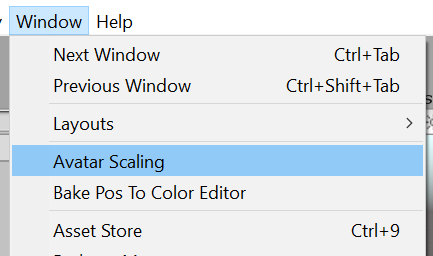 Window Help
Next Window Ctrl+Tab
Previous Window Ctrl+Shift+Tab
Layouts
Avatar Scaling
Bake Pos To Color Editor
Asset Store Ctrl+9